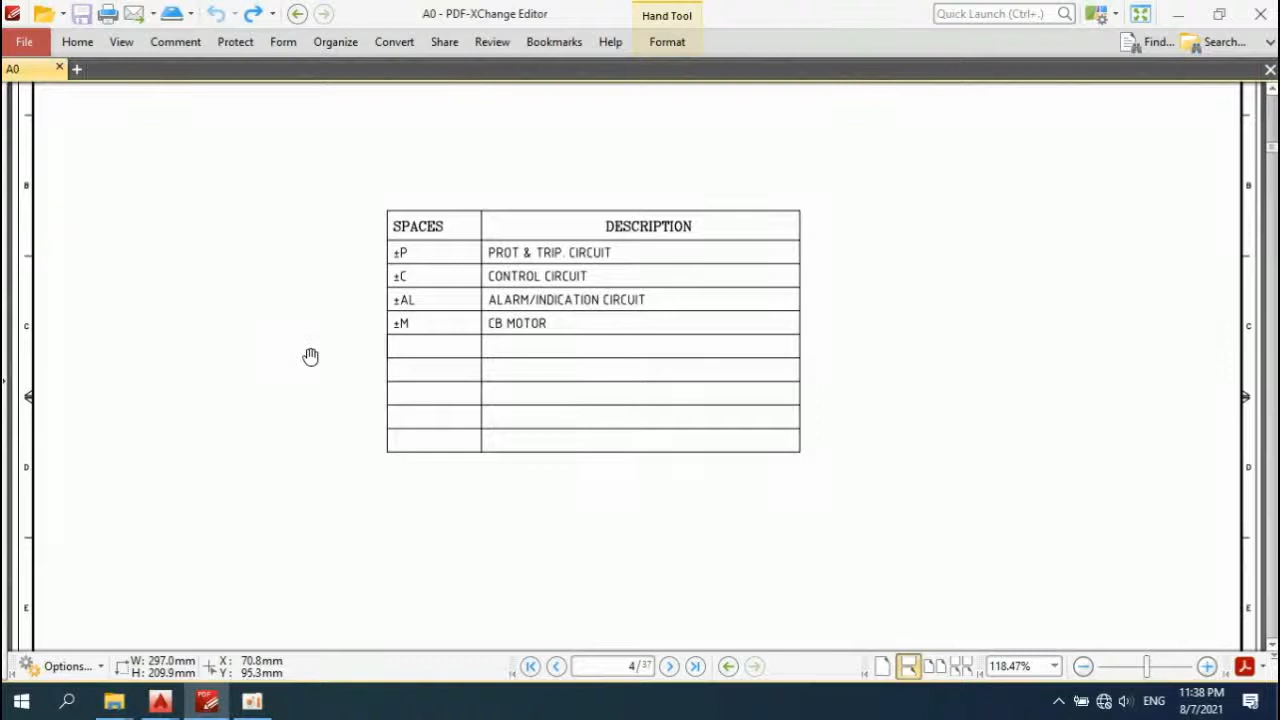 A0 - PDF-XChange Editor
Hand Tool
Quick Launch (Ctrl+.)
File Home View Comment Protect Form Organize Convert Share Review Bookmarks Help Format Find... Search...
A0
B B
SPACES DESCRIPTION
±P PROT & TRIP. CIRCUIT
±C CONTROL CIRCUIT
±AL ALARM/INDICATION CIRCUIT
±M CB MOTOR
C C
D D
E E
Options... W: 297.0mm X: 70.8mm 4 /37 118.47%
H: 209.9mm Y: 95.3mm
PDF
ENG 11:38 PM
8/7/2021